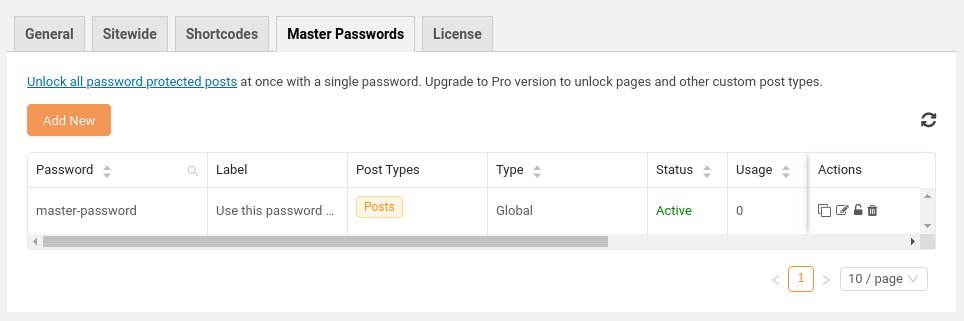 General Sitewide Shortcodes Master Passwords License
Unlock all password protected posts at once with a single password. Upgrade to Pro version to unlock pages and other custom post types.
Add New
Password Label Post Types Type Status Usage Actions
master-password Use this password ... Posts Global Active 0
1 10 / page